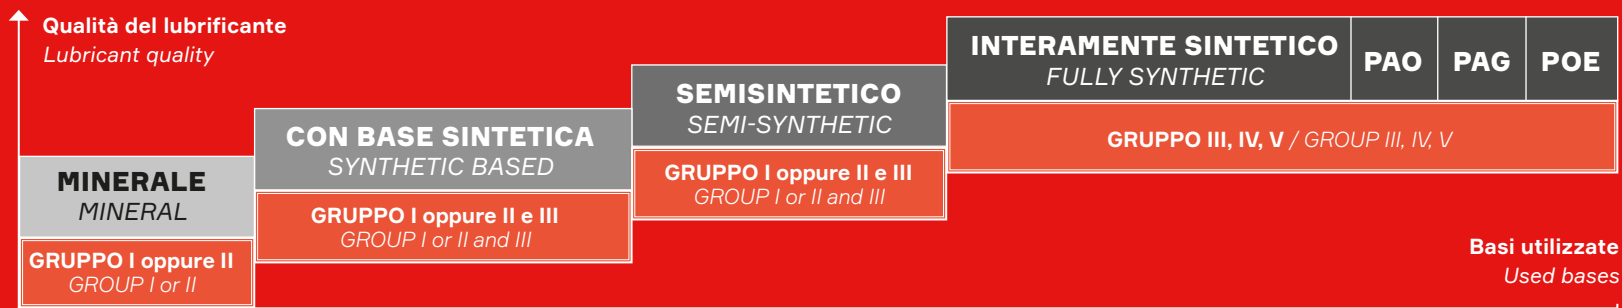 Qualità del lubrificante
Lubricant quality
MINERALE
MINERAL
GRUPPO I oppure II
GROUP I or II
CON BASE SINTETICA
SYNTHETIC BASED
GRUPPO I oppure II e III
GROUP I or II and III
SEMISINTETICO
SEMI-SYNTHETIC
GRUPPO I oppure II e III
GROUP I or II and III
INTERAMENTE SINTETICO
FULLY SYNTHETIC
PAO
PAG
POE
GRUPPO III, IV, V / GROUP III, IV, V
Basi utilizzate
Used bases